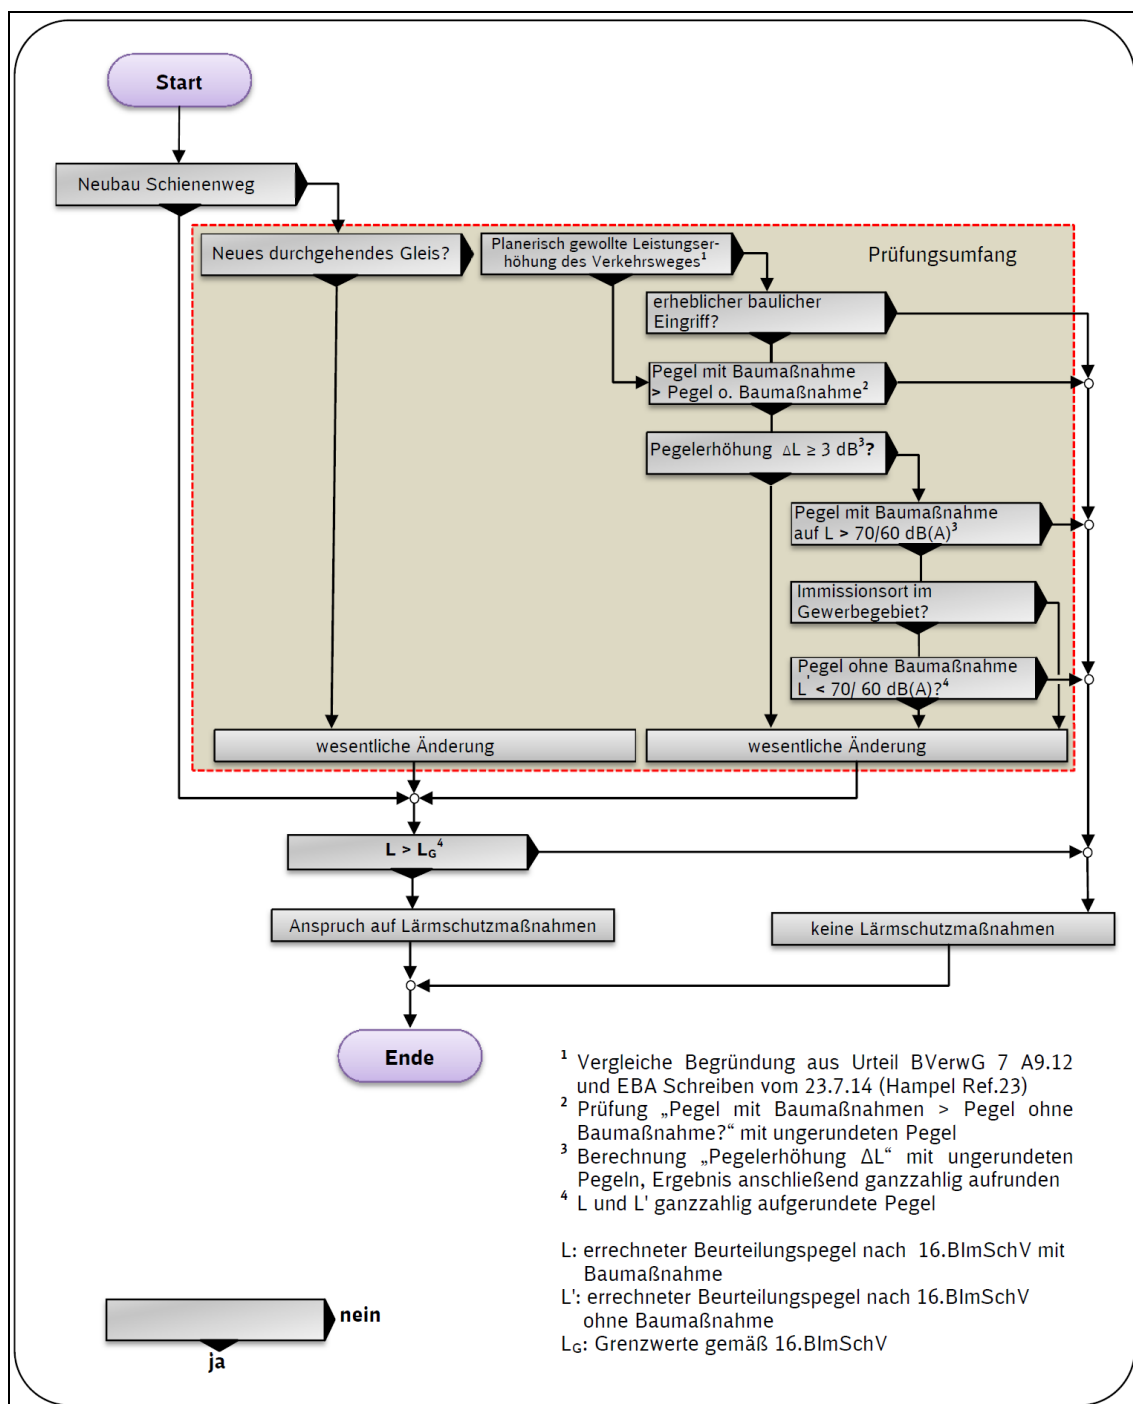 Start
Neubau Schienenweg
Neues durchgehendes Gleis?
Planerisch gewollte Leistungser-
höhung des Verkehrsweges¹
Prüfungsumfang
erheblicher baulicher
Eingriff?
Pegel mit Baumaßnahme
> Pegel o. Baumaßnahme²
Pegelerhöhung ΔL ≥ 3 dB³?
Pegel mit Baumaßnahme
auf L > 70/60 dB(A)³
Immissionsort im
Gewerbegebiet?
Pegel ohne Baumaßnahme
L' < 70/ 60 dB(A)?⁴
wesentliche Änderung
wesentliche Änderung
L > LG⁴
Anspruch auf Lärmschutzmaßnahmen
keine Lärmschutzmaßnahmen
Ende
¹ Vergleiche Begründung aus Urteil BVerwG 7 A9.12
und EBA Schreiben vom 23.7.14 (Hampel Ref.23)
² Prüfung „Pegel mit Baumaßnahmen > Pegel ohne
Baumaßnahme?“ mit ungerundeten Pegel
³ Berechnung „Pegelerhöhung ΔL“ mit ungerundeten
Pegeln, Ergebnis anschließend ganzzahlig aufrunden
⁴ L und L' ganzzahlig aufgerundete Pegel
L: errechneter Beurteilungspegel nach 16.BImSchV mit
Baumaßnahme
L': errechneter Beurteilungspegel nach 16.BImSchV
ohne Baumaßnahme
LG: Grenzwerte gemäß 16.BImSchV
nein
ja